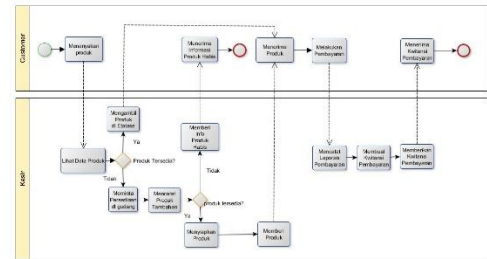 Customer
Menanyakan
produk
Menerima
Informasi
Produk Habis
Menerima
Produk
Melakukan
Pembayaran
Menerima
Kwitansi
Pembayaran
Kasir
Mengambil
Produk
di Etalase
Ya
Lihat Data Produk
Produk Tersedia?
Tidak
Meminta
Persediaan
di gudang
Mencatat
Produk
Tambahan
Memberi
Info
Produk
Habis
Tidak
produk tersedia?
Ya
Menyiapkan
Produk
Memberi
Produk
Mencatat
Laporan
Pembayaran
Membuat
Kwitansi
Pembayaran
Memberikan
Kwitansi
Pembayaran